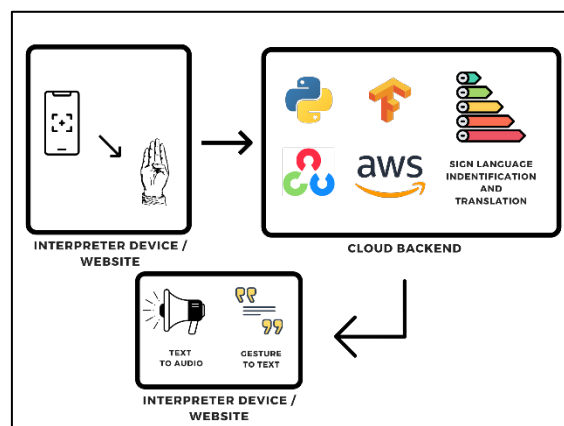 aws
SIGN LANGUAGE
INDENTIFICATION
AND
TRANSLATION
INTERPRETER DEVICE /
WEBSITE
CLOUD BACKEND
TEXT
TO AUDIO
GESTURE
TO TEXT
INTERPRETER DEVICE /
WEBSITE